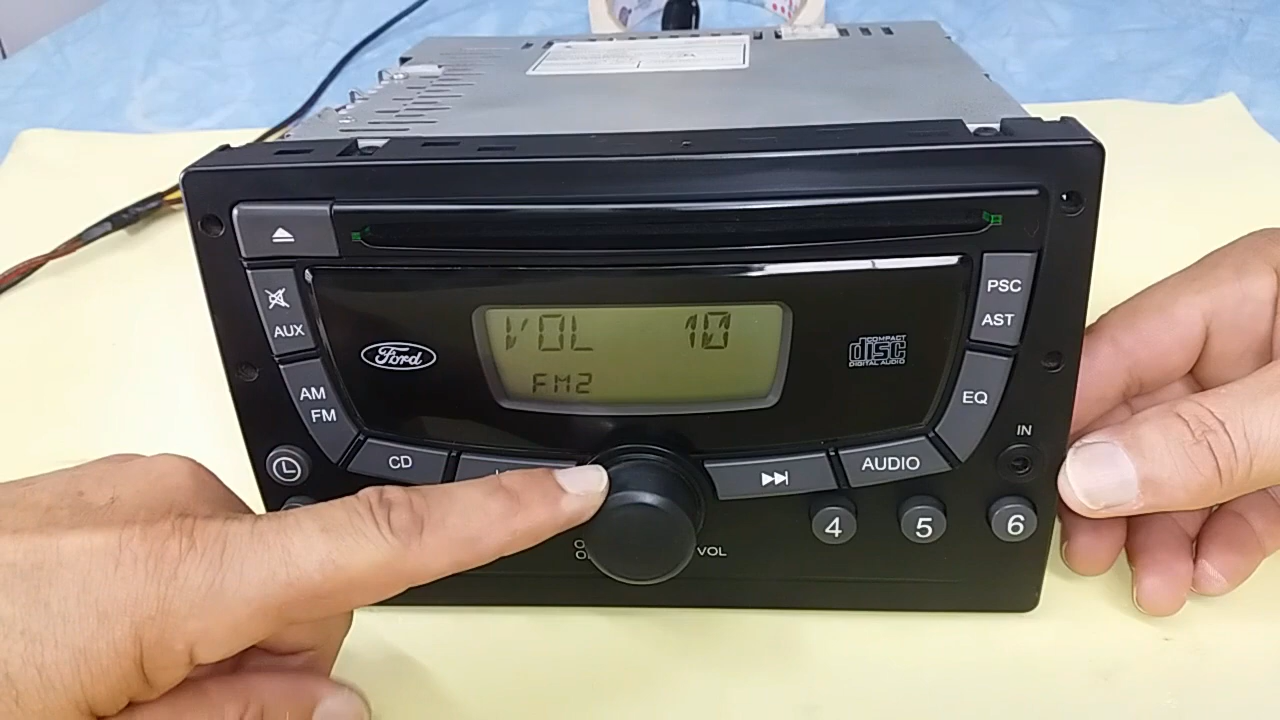 PSC
AUX
AST
VOL 10
Ford
COMPACT
disc
DIGITAL AUDIO
FM2
AM
FM
EQ
IN
CD
AUDIO
4
5
6
VOL